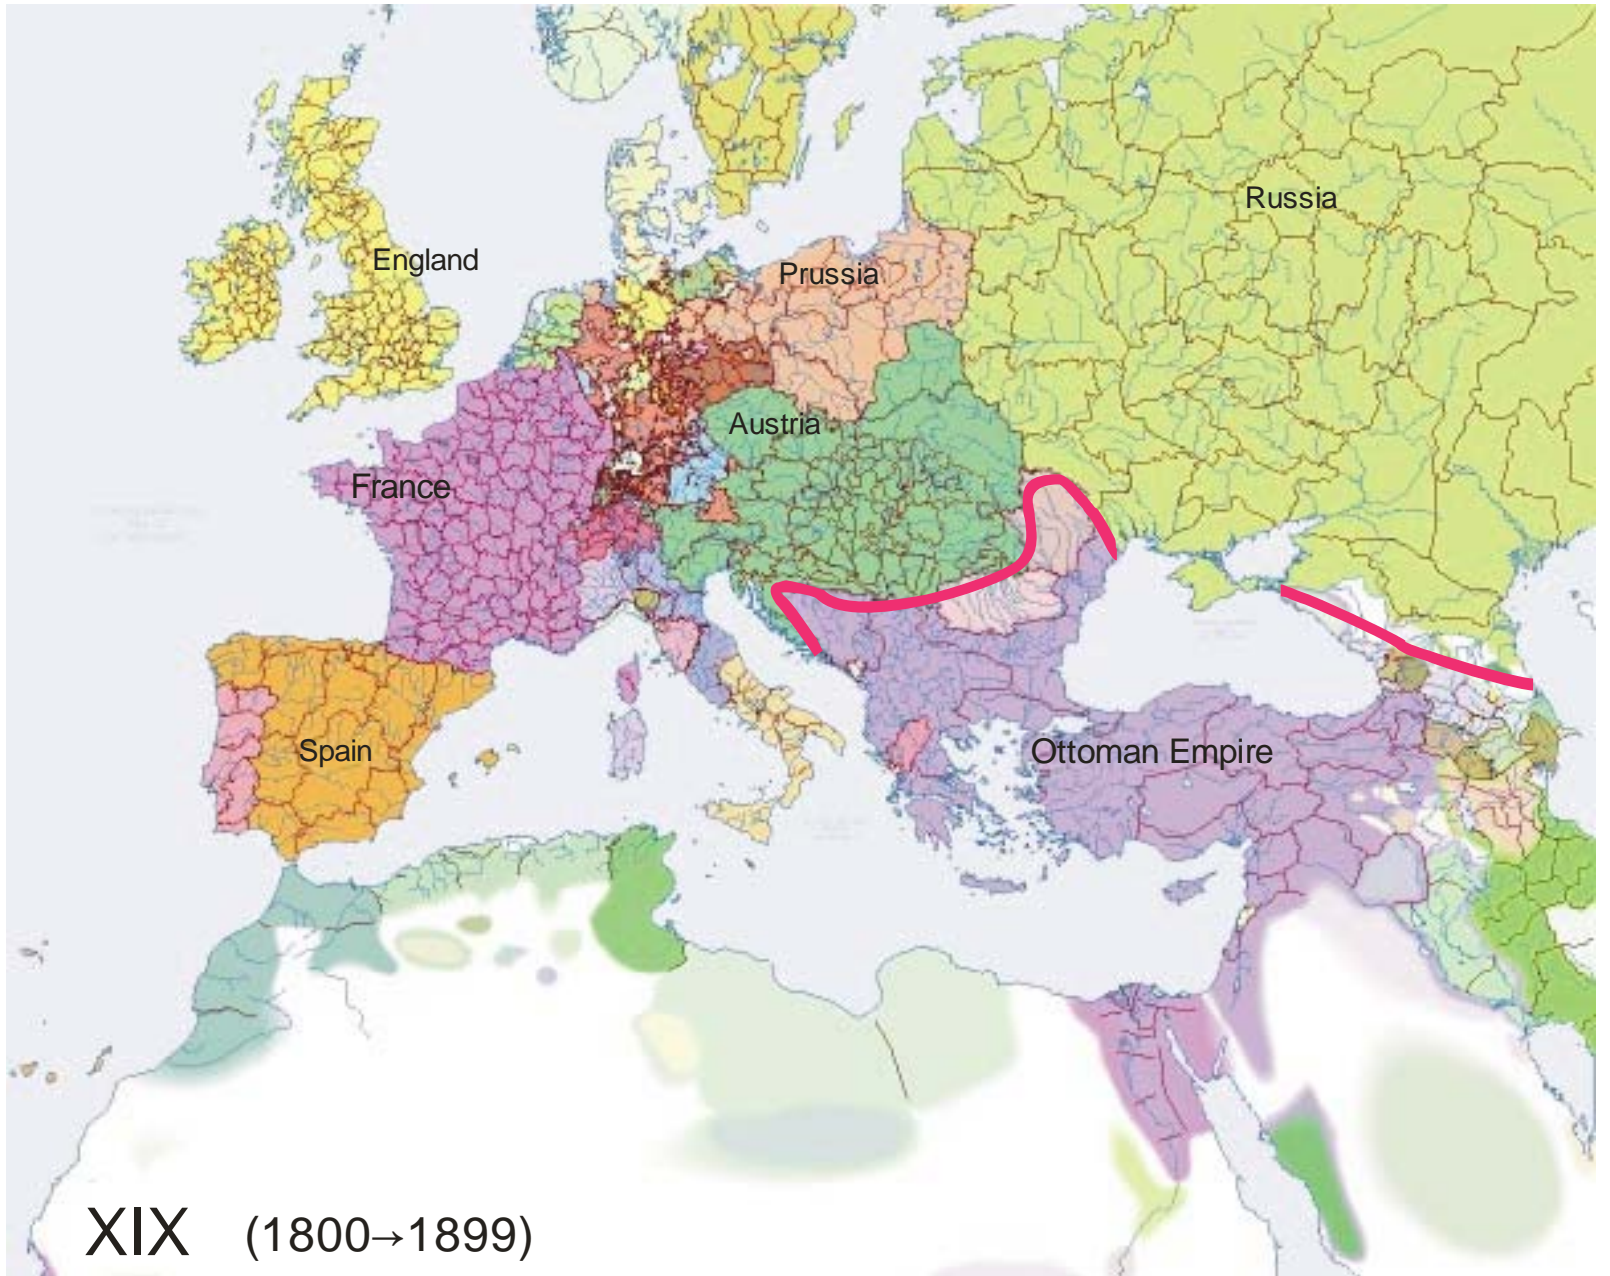 Russia
England
Prussia
Austria
France
Spain
Ottoman Empire
XIX (1800→1899)